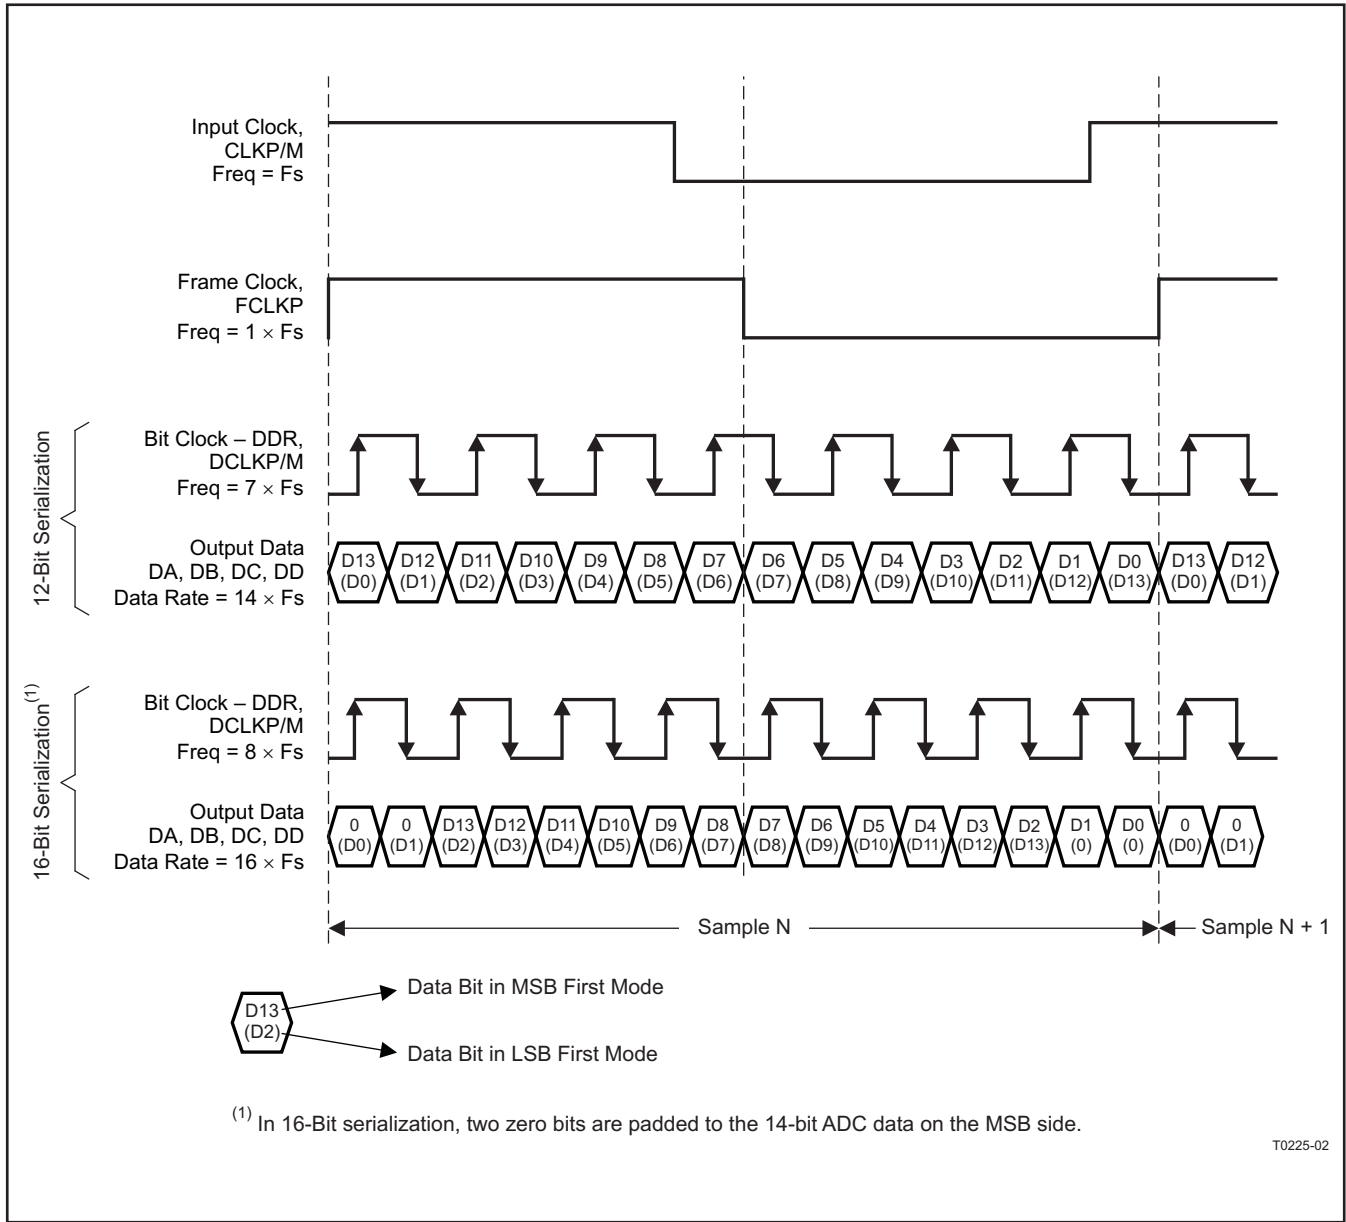 Input Clock,
CLKP/M
Freq = Fs
Frame Clock,
FCLKP
Freq = 1 × Fs
12-Bit Serialization
Bit Clock – DDR,
DCLKP/M
Freq = 7 × Fs
Output Data
DA, DB, DC, DD
Data Rate = 14 × Fs
D13 D12 D11 D10 D9 D8 D7 D6 D5 D4 D3 D2 D1 D0 D13 D12
(D0) (D1) (D2) (D3) (D4) (D5) (D6) (D7) (D8) (D9) (D10) (D11) (D12) (D13) (D0) (D1)
16-Bit Serialization(1)
Bit Clock – DDR,
DCLKP/M
Freq = 8 × Fs
Output Data
DA, DB, DC, DD
Data Rate = 16 × Fs
0 0 D13 D12 D11 D10 D9 D8 D7 D6 D5 D4 D3 D2 D1 D0 0 0
(D0) (D1) (D2) (D3) (D4) (D5) (D6) (D7) (D8) (D9) (D10) (D11) (D12) (D13) (0) (0) (D0) (D1)
Sample N Sample N + 1
D13
(D2)
Data Bit in MSB First Mode
Data Bit in LSB First Mode
(1) In 16-Bit serialization, two zero bits are padded to the 14-bit ADC data on the MSB side.
T0225-02